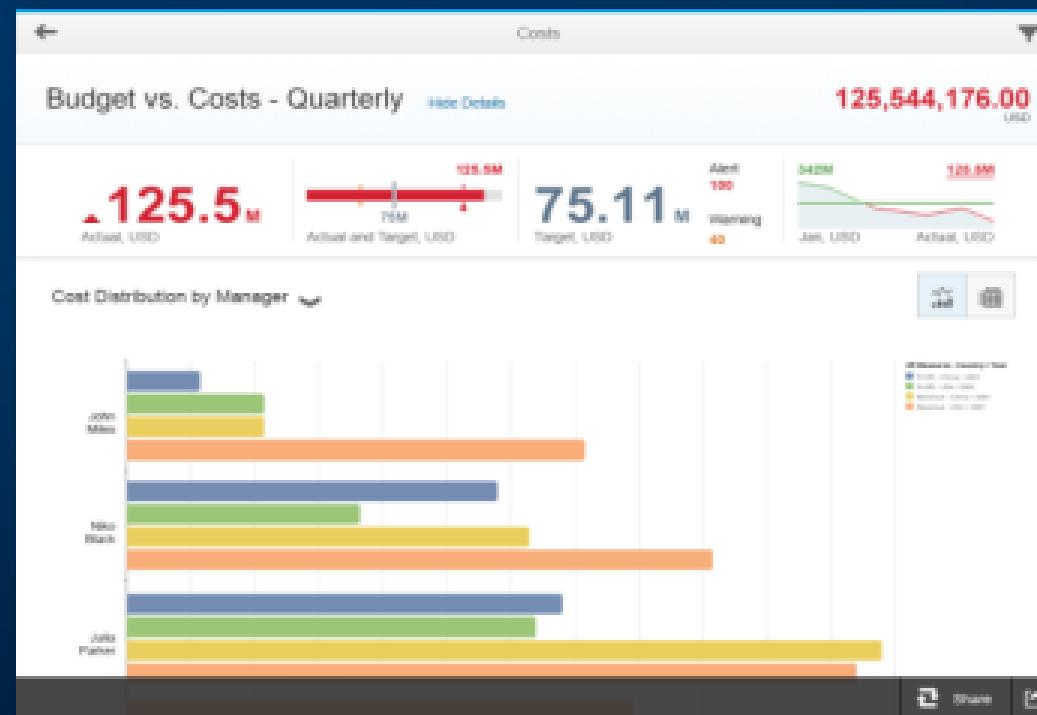 Costs
Budget vs. Costs - Quarterly Hide Details
125,544,176.00
USD
125.5 M
Actual, USD
125.5M
75M
Actual and Target, USD
75.11 M
Target, USD
Alert
100
Warning
40
125.5M
Jan, USD
Actual, USD
Cost Distribution by Manager
John
Miles
Niko
Black
Julia
Parker
Share